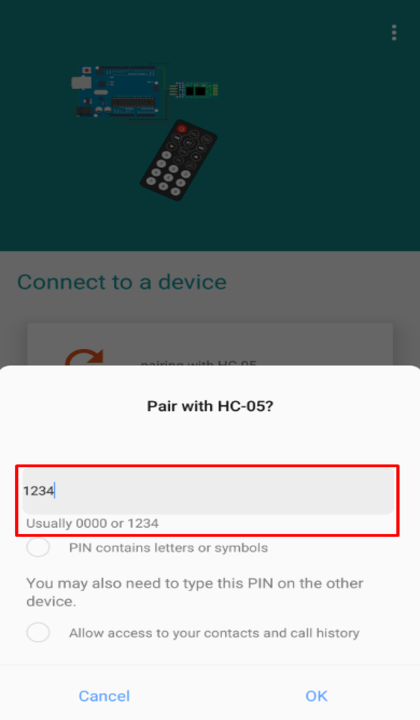 Connect to a device
pairing with HC-05
Pair with HC-05?
1234
Usually 0000 or 1234
PIN contains letters or symbols
You may also need to type this PIN on the other
device.
Allow access to your contacts and call history
Cancel
OK